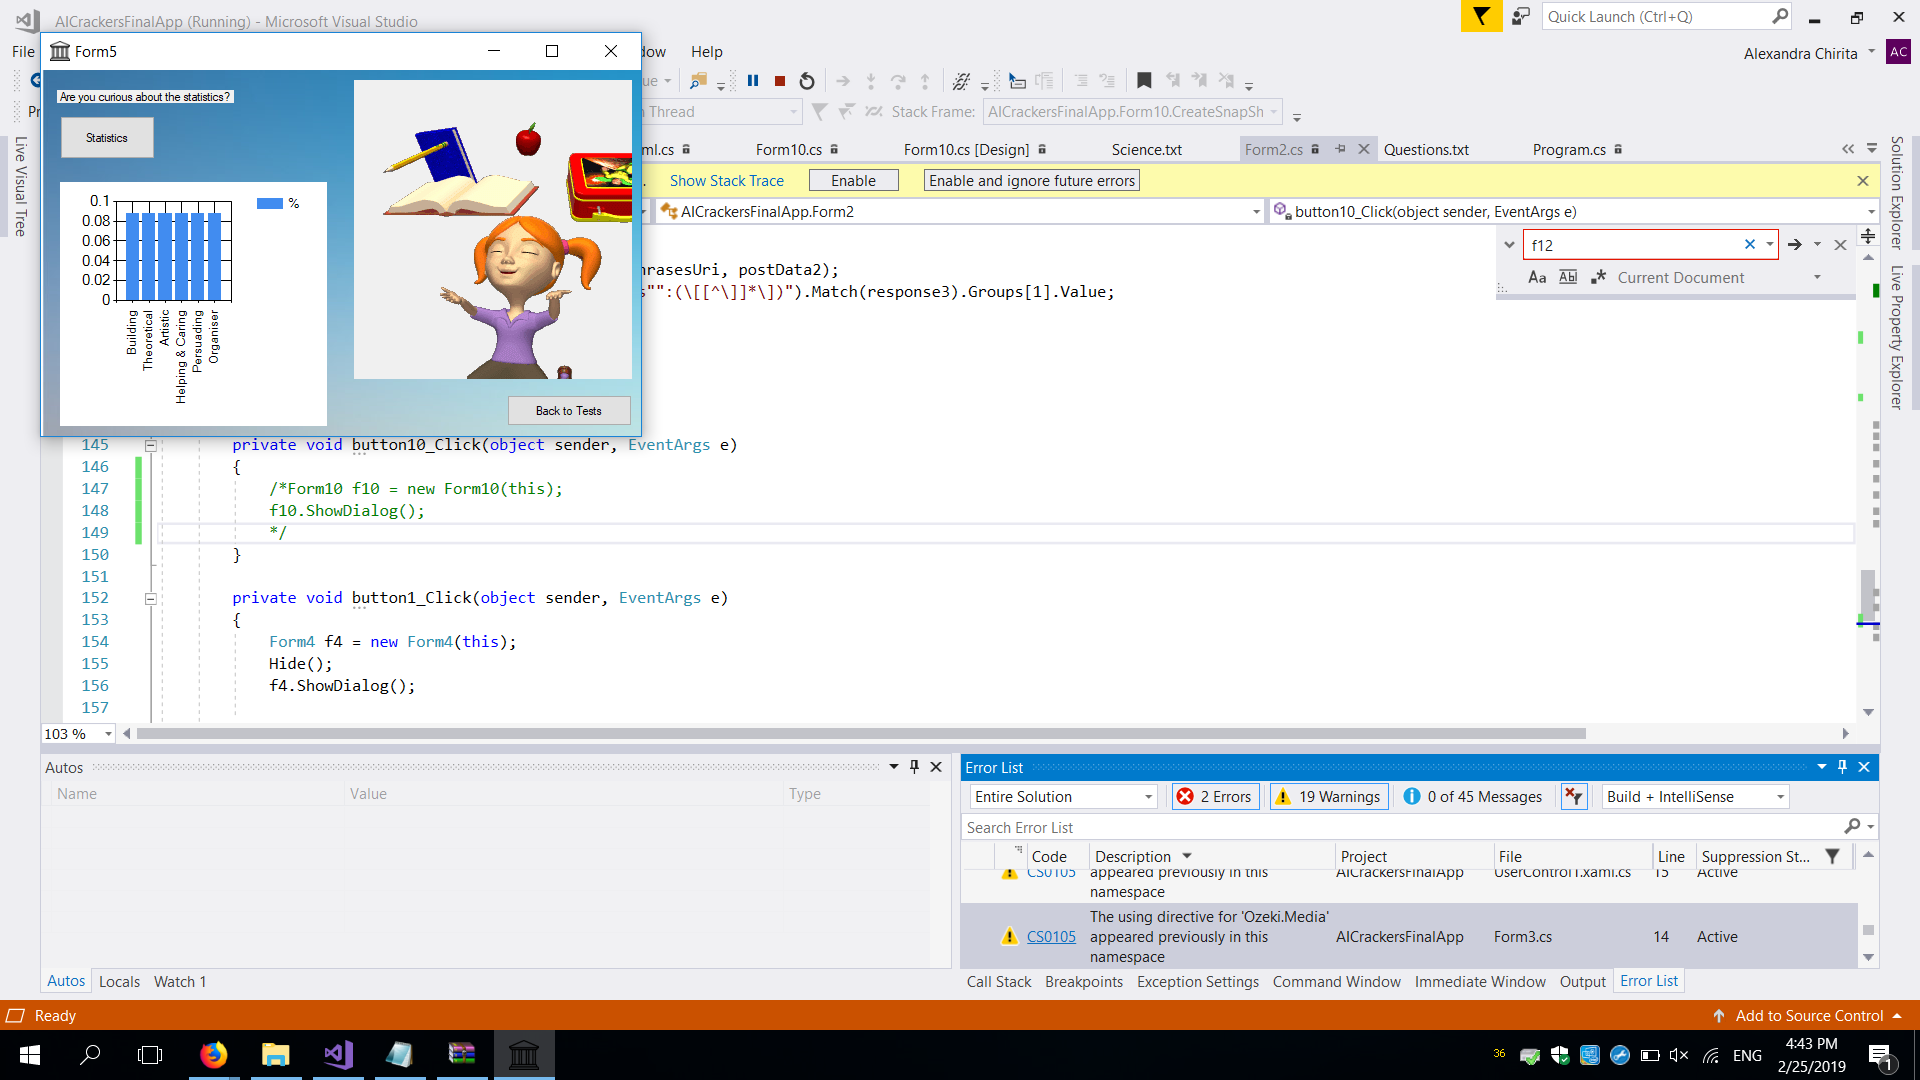 AICrackersFinalApp (Running) - Microsoft Visual Studio
Quick Launch (Ctrl+Q)
File
Help
Alexandra Chirita
AC
Form5
Are you curious about the statistics?
Statistics
0.1
0.08
0.06
0.04
0.02
0
%
Building
Theoretical
Artistic
Helping & Caring
Persuading
Organiser
Back to Tests
Thread
Stack Frame:
AICrackersFinalApp.Form10.CreateSnapSh
Live Visual Tree
Solution Explorer
Live Property Explorer
ml.cs
Form10.cs
Form10.cs [Design]
Science.txt
Form2.cs
Questions.txt
Program.cs
Show Stack Trace
Enable
Enable and ignore future errors
AICrackersFinalApp.Form2
button10_Click(object sender, EventArgs e)
f12
Aa
Abl
Current Document
hrasesUri, postData2);
"":(\[[^\]]*\])").Match(response3).Groups[1].Value;
145 private void button10_Click(object sender, EventArgs e)
146 {
147 /*Form10 f10 = new Form10(this);
148 f10.ShowDialog();
149 */
150 }
151
152 private void button1_Click(object sender, EventArgs e)
153 {
154 Form4 f4 = new Form4(this);
155 Hide();
156 f4.ShowDialog();
157
103 %
Autos
Name Value Type
Autos Locals Watch 1
Error List
Entire Solution
2 Errors
19 Warnings
0 of 45 Messages
Build + IntelliSense
Search Error List
Code Description Project File Line Suppression St...
CS0105 appeared previously in this namespace AICrackersFinalApp UserControl1.xaml.cs 15 Active
CS0105 The using directive for 'Ozeki.Media' appeared previously in this namespace AICrackersFinalApp Form3.cs 14 Active
Call Stack Breakpoints Exception Settings Command Window Immediate Window Output Error List
Ready
Add to Source Control
36
ENG
4:43 PM
2/25/2019
1